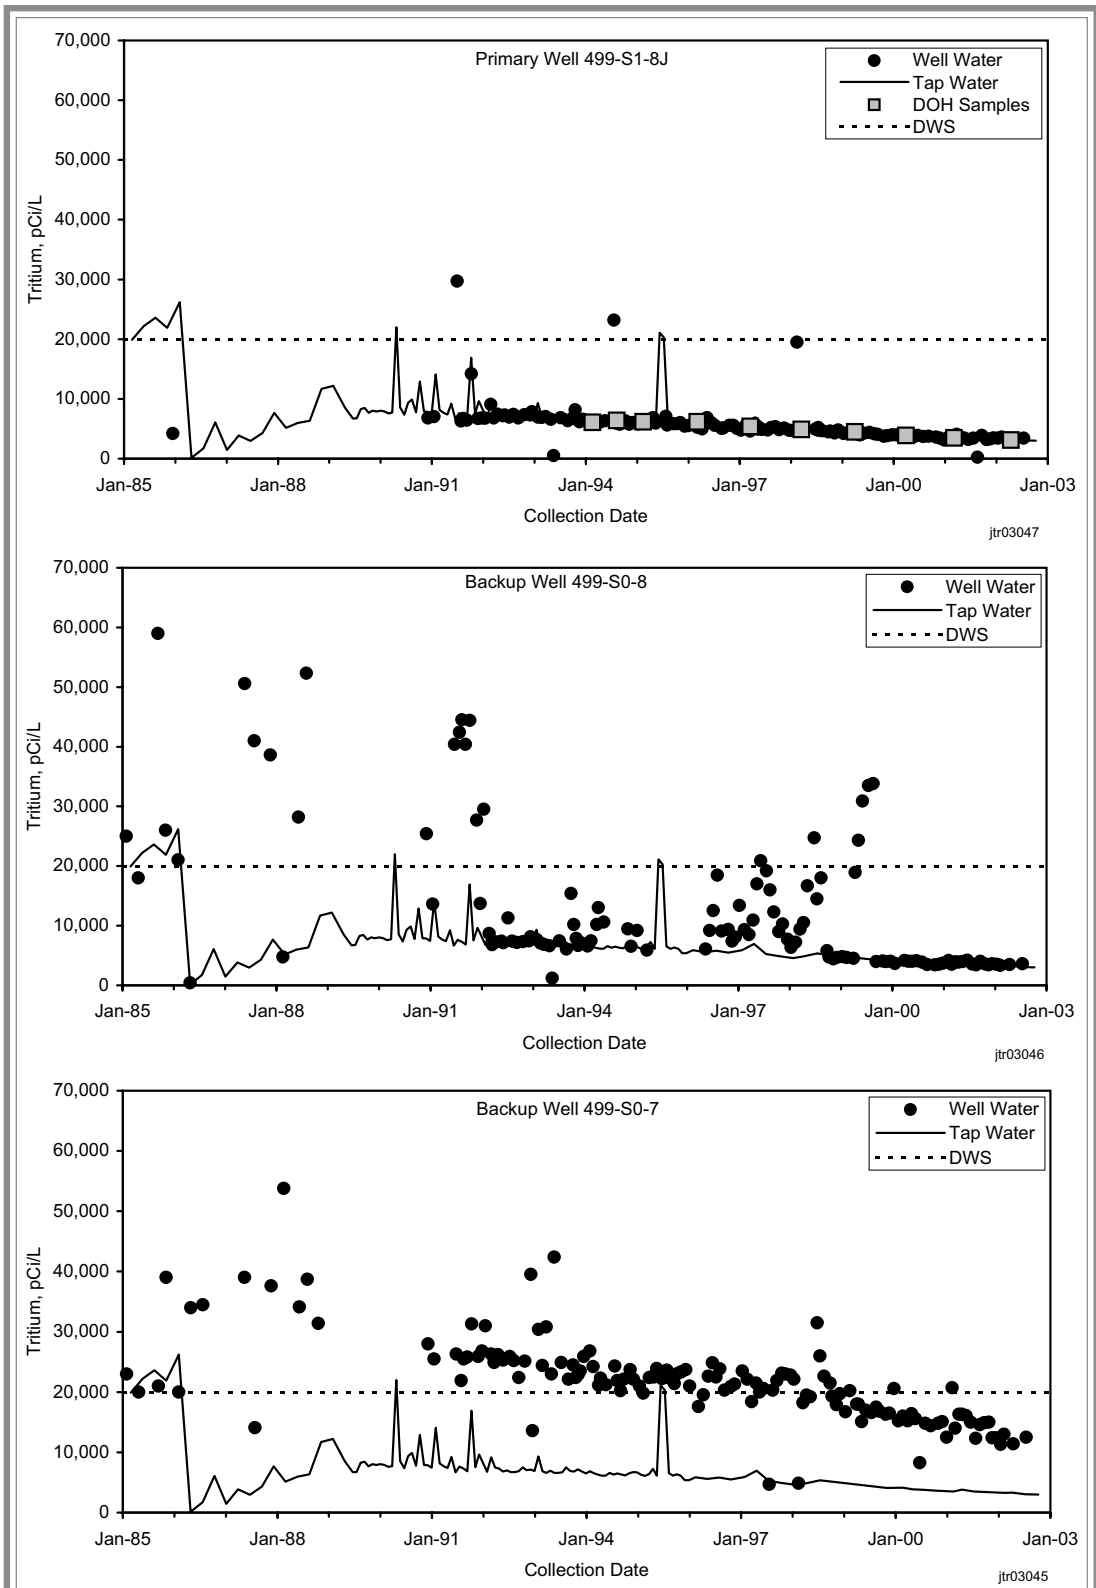 Primary Well 499-S1-8J
Well Water
Tap Water
DOH Samples
DWS
70,000
60,000
50,000
40,000
30,000
20,000
10,000
0
Tritium, pCi/L
Jan-85 Jan-88 Jan-91 Jan-94 Jan-97 Jan-00 Jan-03
Collection Date
jtr03047
Backup Well 499-S0-8
Well Water
Tap Water
DWS
70,000
60,000
50,000
40,000
30,000
20,000
10,000
0
Tritium, pCi/L
Jan-85 Jan-88 Jan-91 Jan-94 Jan-97 Jan-00 Jan-03
Collection Date
jtr03046
Backup Well 499-S0-7
Well Water
Tap Water
DWS
70,000
60,000
50,000
40,000
30,000
20,000
10,000
0
Tritium, pCi/L
Jan-85 Jan-88 Jan-91 Jan-94 Jan-97 Jan-00 Jan-03
Collection Date
jtr03045